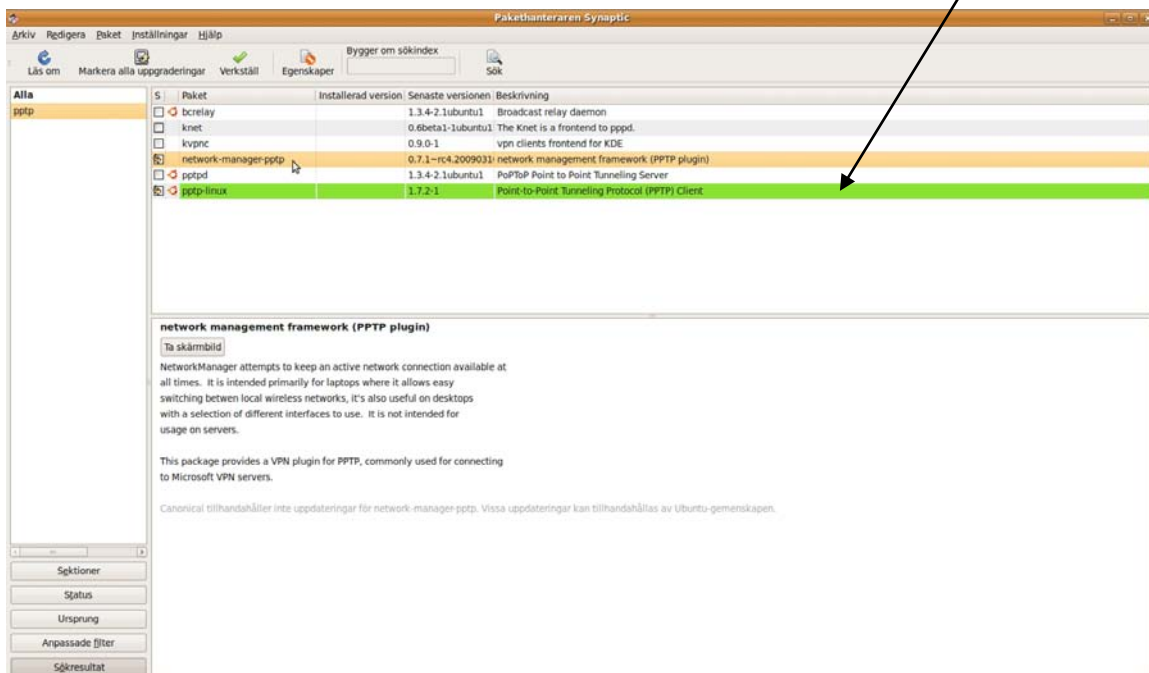 Pakethanteraren Synaptic
Arkiv Redigera Paket Inställningar Hjälp
Läs om Markera alla uppgraderingar Verkställ Egenskaper Bygger om sökindex Sök
Alla
pptp
S Paket Installerad version Senaste versionen Beskrivning
bcrelay 1.3.4-2.1ubuntu1 Broadcast relay daemon
knet 0.6beta1-1ubuntu1 The Knet is a frontend to pppd.
kvpnc 0.9.0-1 vpn clients frontend for KDE
network-manager-pptp 0.7.1~rc4.2009031 network management framework (PPTP plugin)
pptpd 1.3.4-2.1ubuntu1 PoPToP Point to Point Tunneling Server
pptp-linux 1.7.2-1 Point-to-Point Tunneling Protocol (PPTP) Client
network management framework (PPTP plugin)
Ta skärmbild
NetworkManager attempts to keep an active network connection available at
all times. It is intended primarily for laptops where it allows easy
switching betwen local wireless networks, it's also useful on desktops
with a selection of different interfaces to use. It is not intended for
usage on servers.
This package provides a VPN plugin for PPTP, commonly used for connecting
to Microsoft VPN servers.
Canonical tillhandahåller inte uppdateringar för network-manager-pptp. Vissa uppdateringar kan tillhandahållas av Ubuntu-gemenskapen.
Sektioner
Status
Ursprung
Anpassade filter
Sökresultat